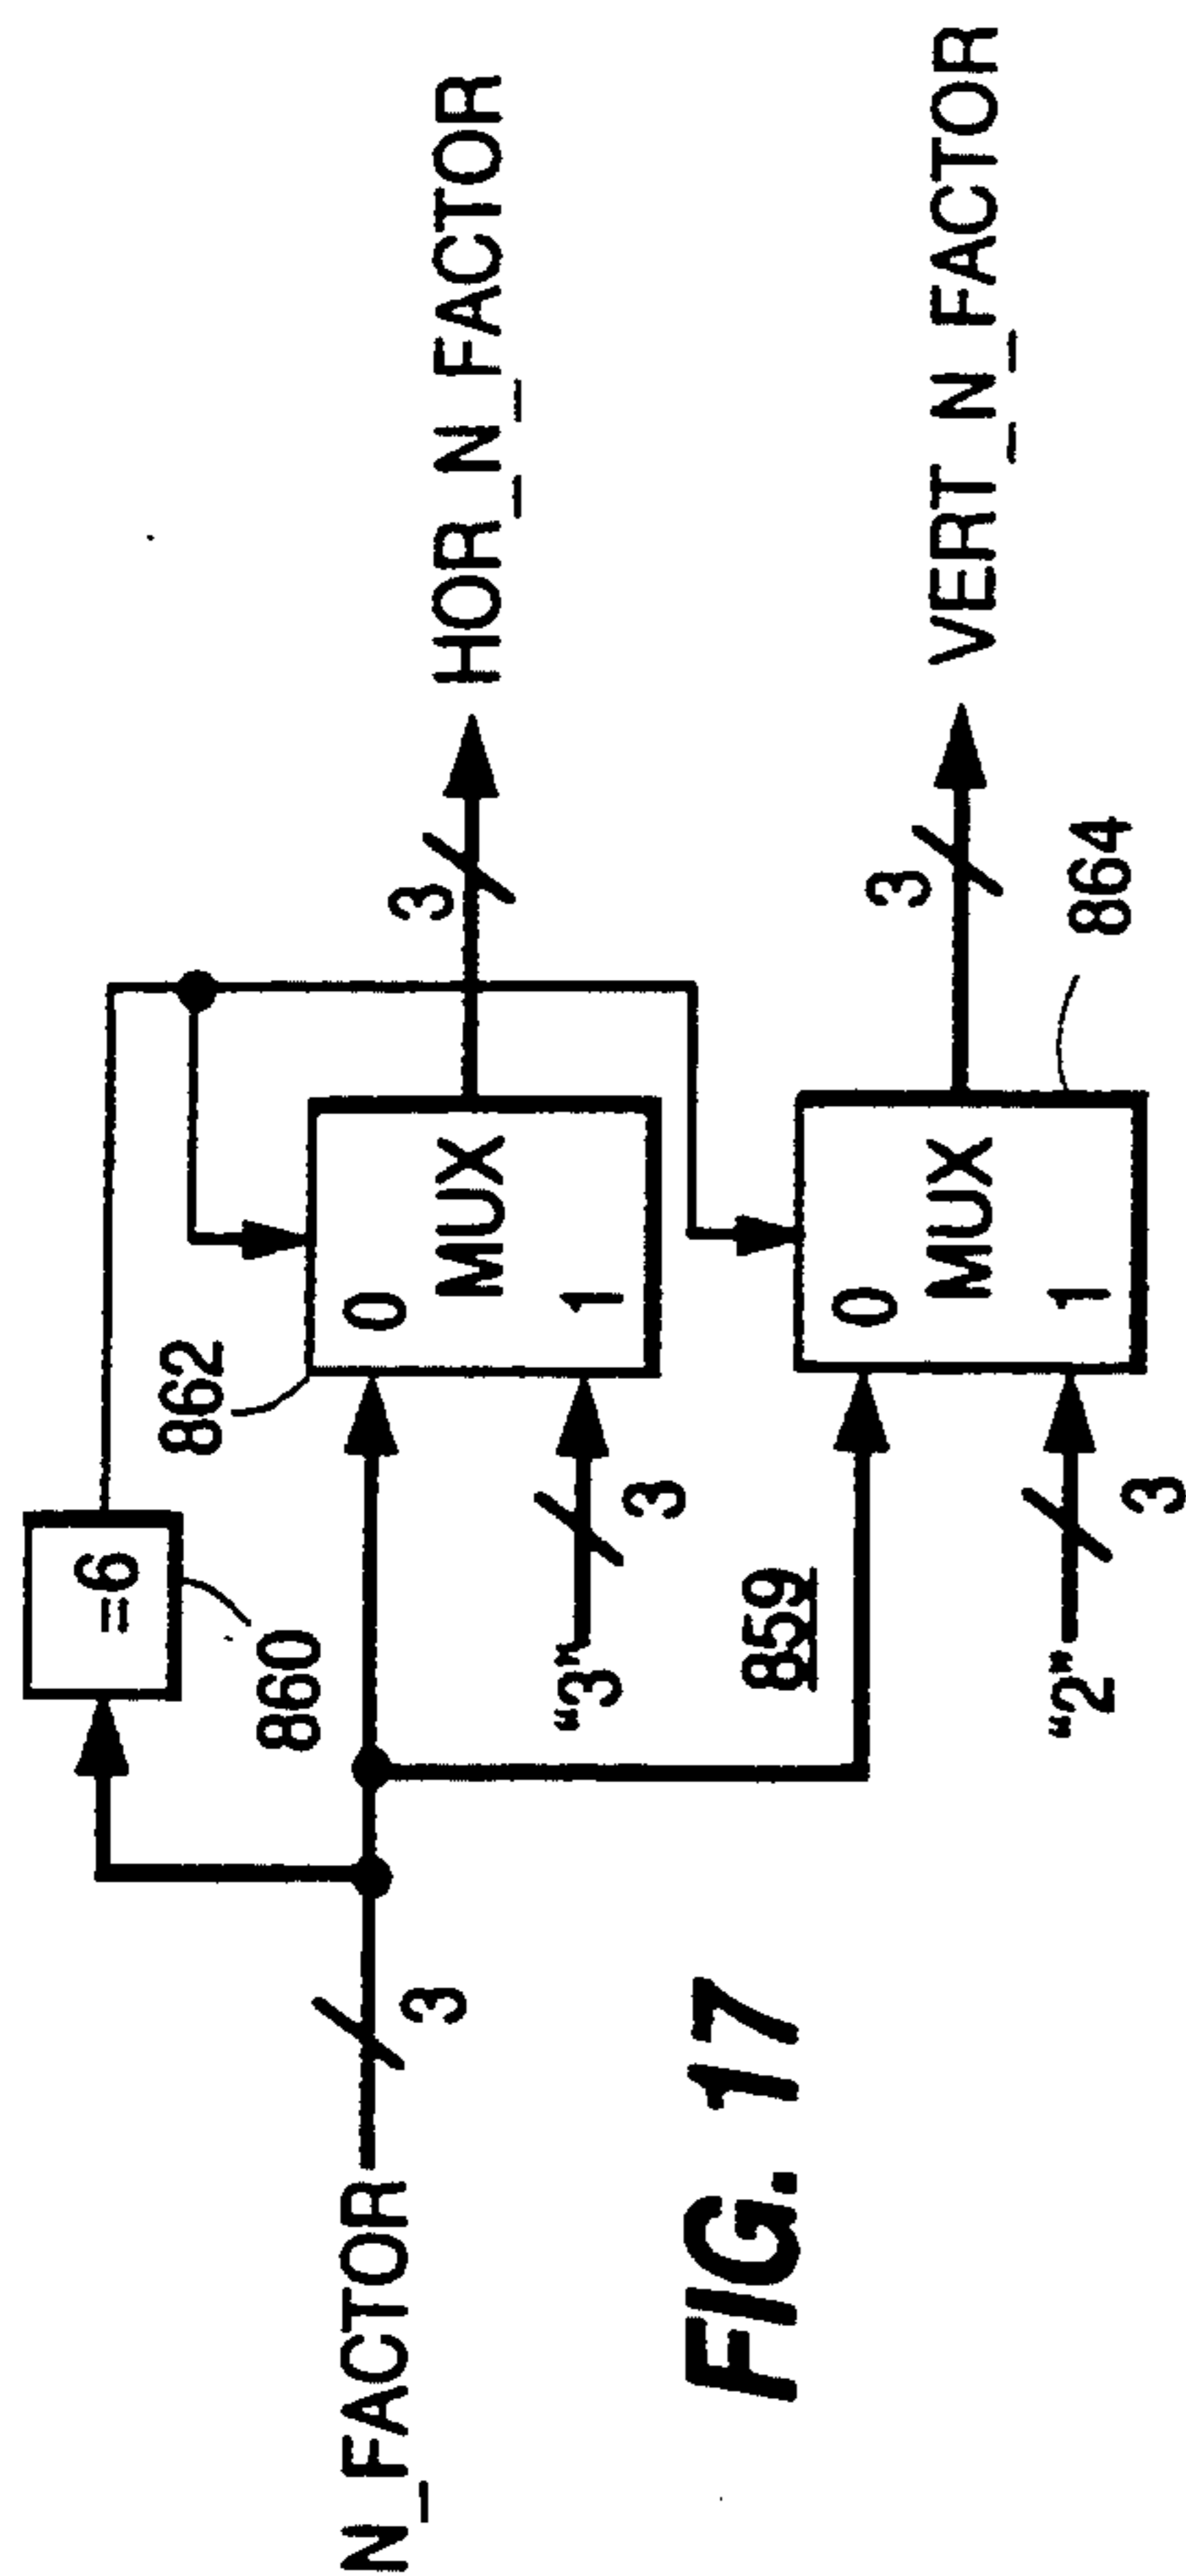 =6
860
862
N_FACTOR
3
0
MUX
1
3
HOR_N_FACTOR
"3"
3
859
0
MUX
1
3
VERT_N_FACTOR
"2"
3
864
FIG. 17